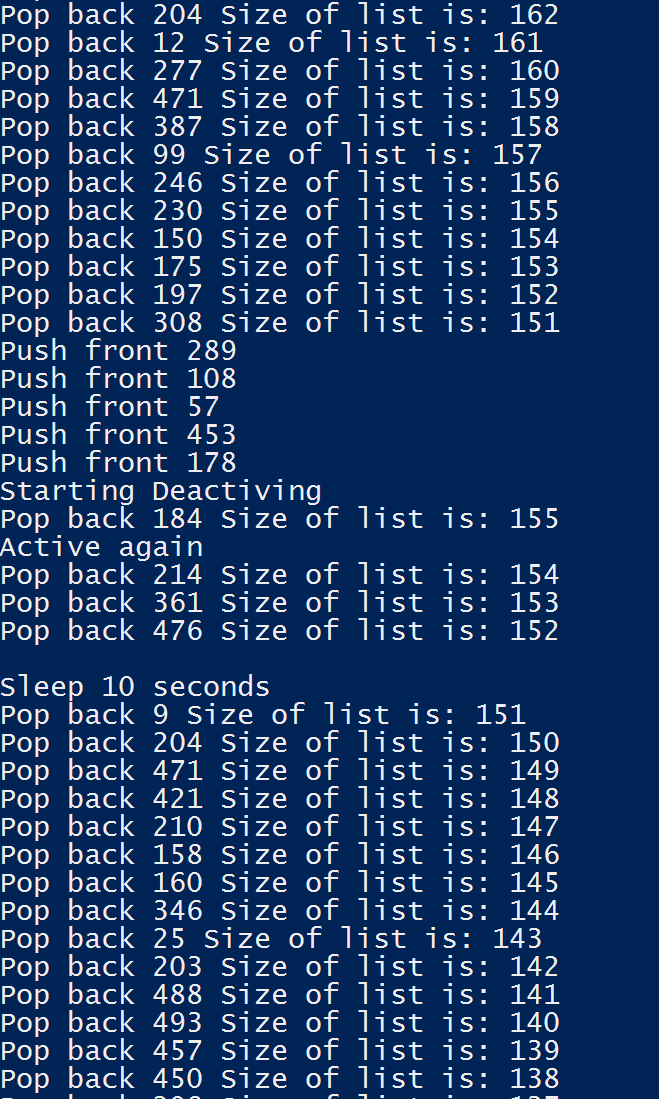 Pop back 204 Size of list is: 162
Pop back 12 Size of list is: 161
Pop back 277 Size of list is: 160
Pop back 471 Size of list is: 159
Pop back 387 Size of list is: 158
Pop back 99 Size of list is: 157
Pop back 246 Size of list is: 156
Pop back 230 Size of list is: 155
Pop back 150 Size of list is: 154
Pop back 175 Size of list is: 153
Pop back 197 Size of list is: 152
Pop back 308 Size of list is: 151
Push front 289
Push front 108
Push front 57
Push front 453
Push front 178
Starting Deactiving
Pop back 184 Size of list is: 155
Active again
Pop back 214 Size of list is: 154
Pop back 361 Size of list is: 153
Pop back 476 Size of list is: 152

Sleep 10 seconds
Pop back 9 Size of list is: 151
Pop back 204 Size of list is: 150
Pop back 471 Size of list is: 149
Pop back 421 Size of list is: 148
Pop back 210 Size of list is: 147
Pop back 158 Size of list is: 146
Pop back 160 Size of list is: 145
Pop back 346 Size of list is: 144
Pop back 25 Size of list is: 143
Pop back 203 Size of list is: 142
Pop back 488 Size of list is: 141
Pop back 493 Size of list is: 140
Pop back 457 Size of list is: 139
Pop back 450 Size of list is: 138